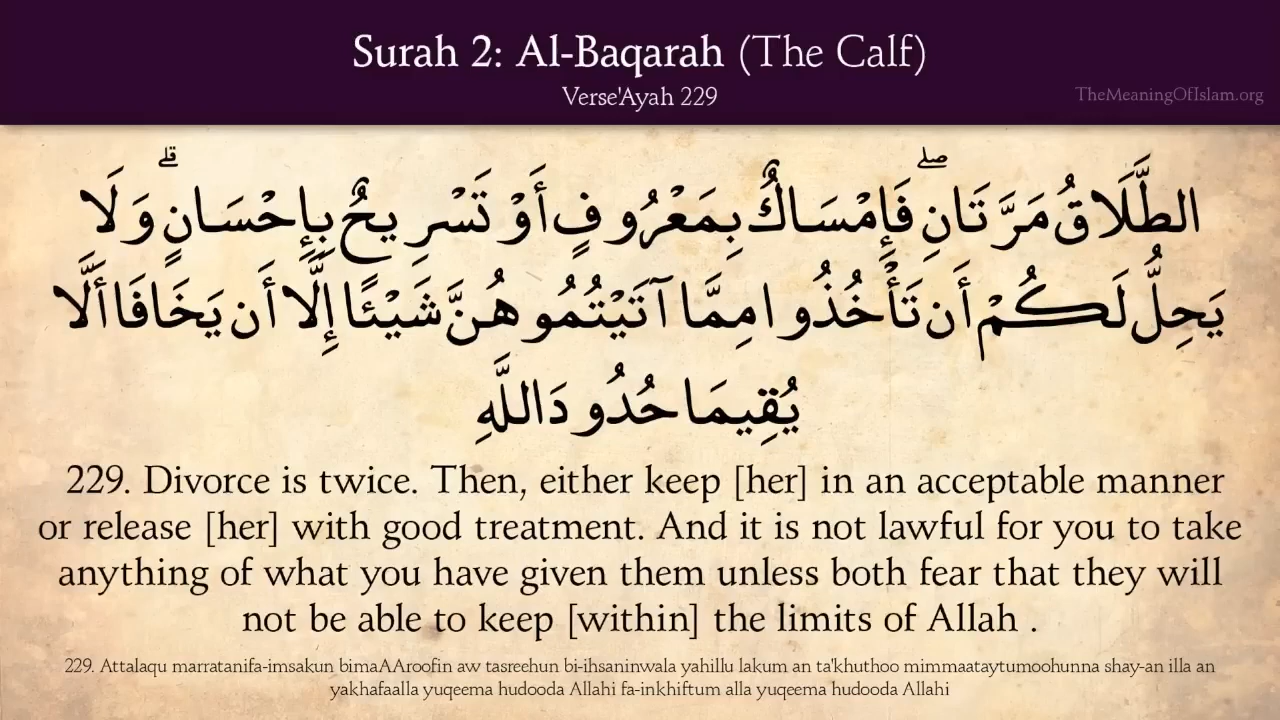 Surah 2: Al-Baqarah (The Calf)
Verse'Ayah 229
TheMeaningOfIslam.org
الطَّلَاقُ مَرَّتَانِ ۖ فَإِمْسَاكٌ بِمَعْرُوفٍ أَوْ تَسْرِيحٌ بِإِحْسَانٍ ۗ وَلَا
يَحِلُّ لَكُمْ أَن تَأْخُذُوا مِمَّا آتَيْتُمُوهُنَّ شَيْئًا إِلَّا أَن يَخَافَا أَلَّا
يُقِيمَا حُدُودَ اللَّهِ
229. Divorce is twice. Then, either keep [her] in an acceptable manner
or release [her] with good treatment. And it is not lawful for you to take
anything of what you have given them unless both fear that they will
not be able to keep [within] the limits of Allah .
229. Attalaqu marratanifa-imsakun bimaAAroofin aw tasreehun bi-ihsaninwala yahillu lakum an ta'khuthoo mimmaataytumoohunna shay-an illa an
yakhafaalla yuqeema hudooda Allahi fa-inkhiftum alla yuqeema hudooda Allahi